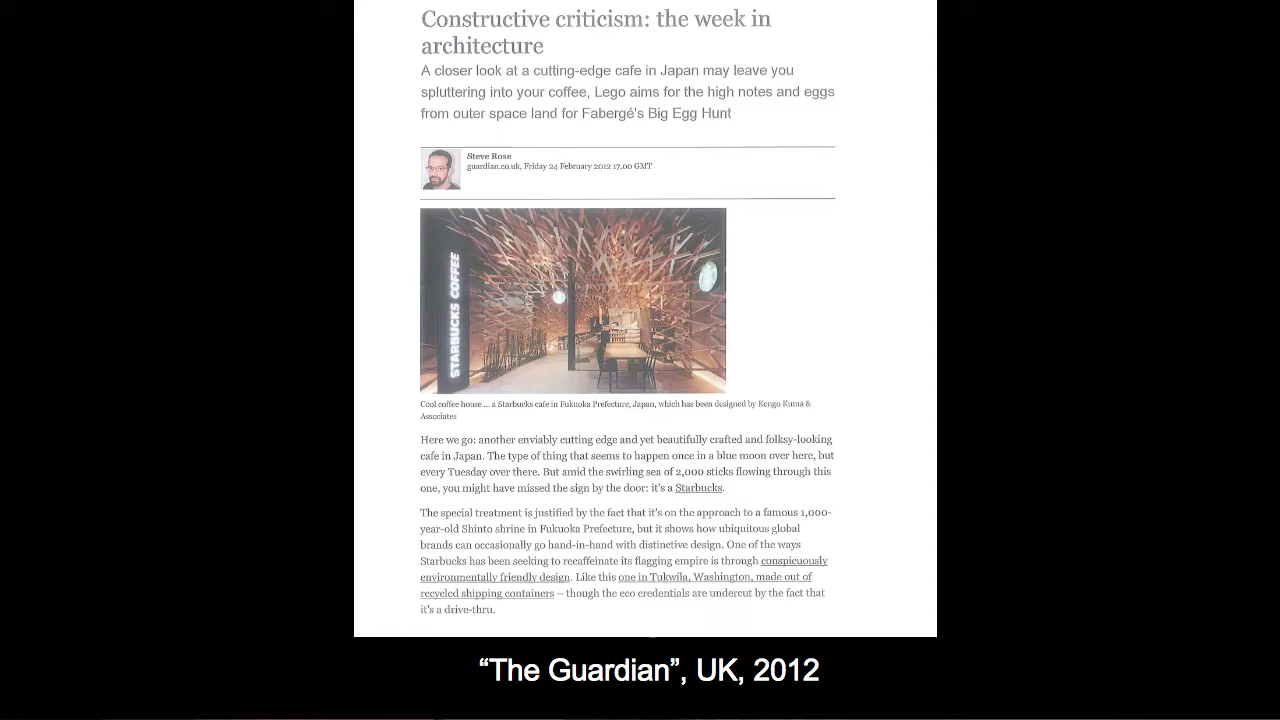 Constructive criticism: the week in
architecture
A closer look at a cutting-edge cafe in Japan may leave you
spluttering into your coffee, Lego aims for the high notes and eggs
from outer space land for Fabergé's Big Egg Hunt
Steve Rose
guardian.co.uk, Friday 24 February 2012 17.00 GMT
STARBUCKS COFFEE
Cool coffee house ... a Starbucks cafe in Fukuoka Prefecture, Japan, which has been designed by Kengo Kuma &
Associates
Here we go: another enviably cutting edge and yet beautifully crafted and folksy-looking
cafe in Japan. The type of thing that seems to happen once in a blue moon over here, but
every Tuesday over there. But amid the swirling sea of 2,000 sticks flowing through this
one, you might have missed the sign by the door: it's a Starbucks.
The special treatment is justified by the fact that it's on the approach to a famous 1,000-
year-old Shinto shrine in Fukuoka Prefecture, but it shows how ubiquitous global
brands can occasionally go hand-in-hand with distinctive design. One of the ways
Starbucks has been seeking to recaffeinate its flagging empire is through conspicuously
environmentally friendly design. Like this one in Tukwila, Washington, made out of
recycled shipping containers – though the eco credentials are undercut by the fact that
it's a drive-thru.
“The Guardian”, UK, 2012